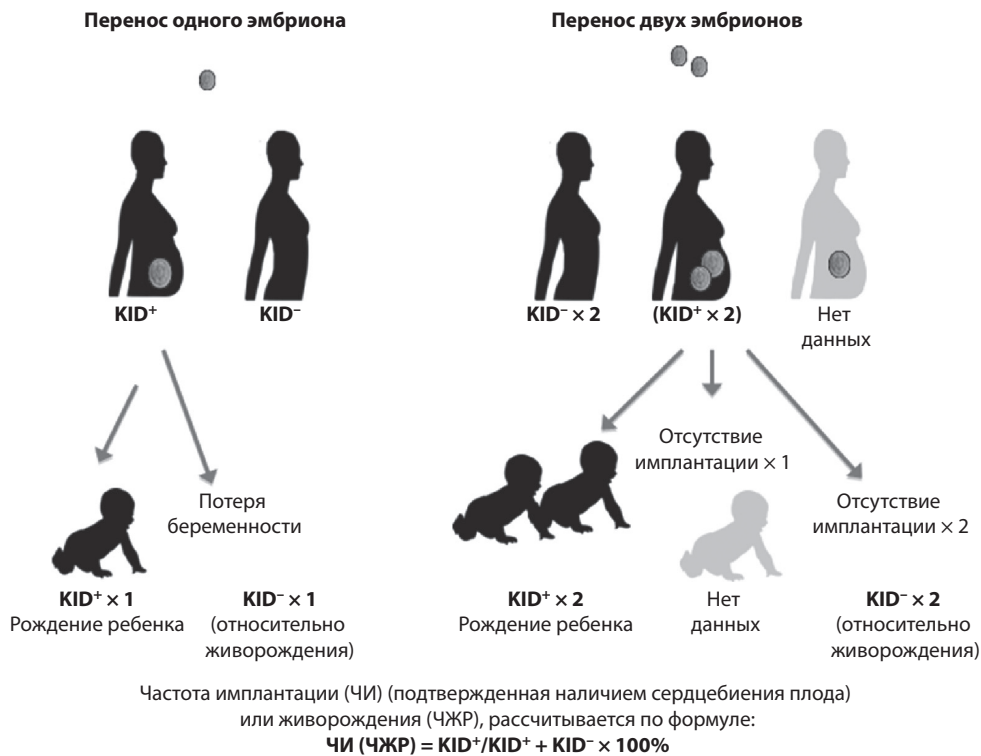 Перенос одного эмбриона
Перенос двух эмбрионов
KID⁺
KID⁻
KID⁻ × 2
(KID⁺ × 2)
Нет
данных
Потеря
беременности
Отсутствие
имплантации × 1
Отсутствие
имплантации × 2
KID⁺ × 1
Рождение ребенка
KID⁻ × 1
(относительно
живорождения)
KID⁺ × 2
Рождение ребенка
Нет
данных
KID⁻ × 2
(относительно
живорождения)
Частота имплантации (ЧИ) (подтвержденная наличием сердцебиения плода)
или живорождения (ЧЖР), рассчитывается по формуле:
ЧИ (ЧЖР) = KID⁺/KID⁺ + KID⁻ × 100%